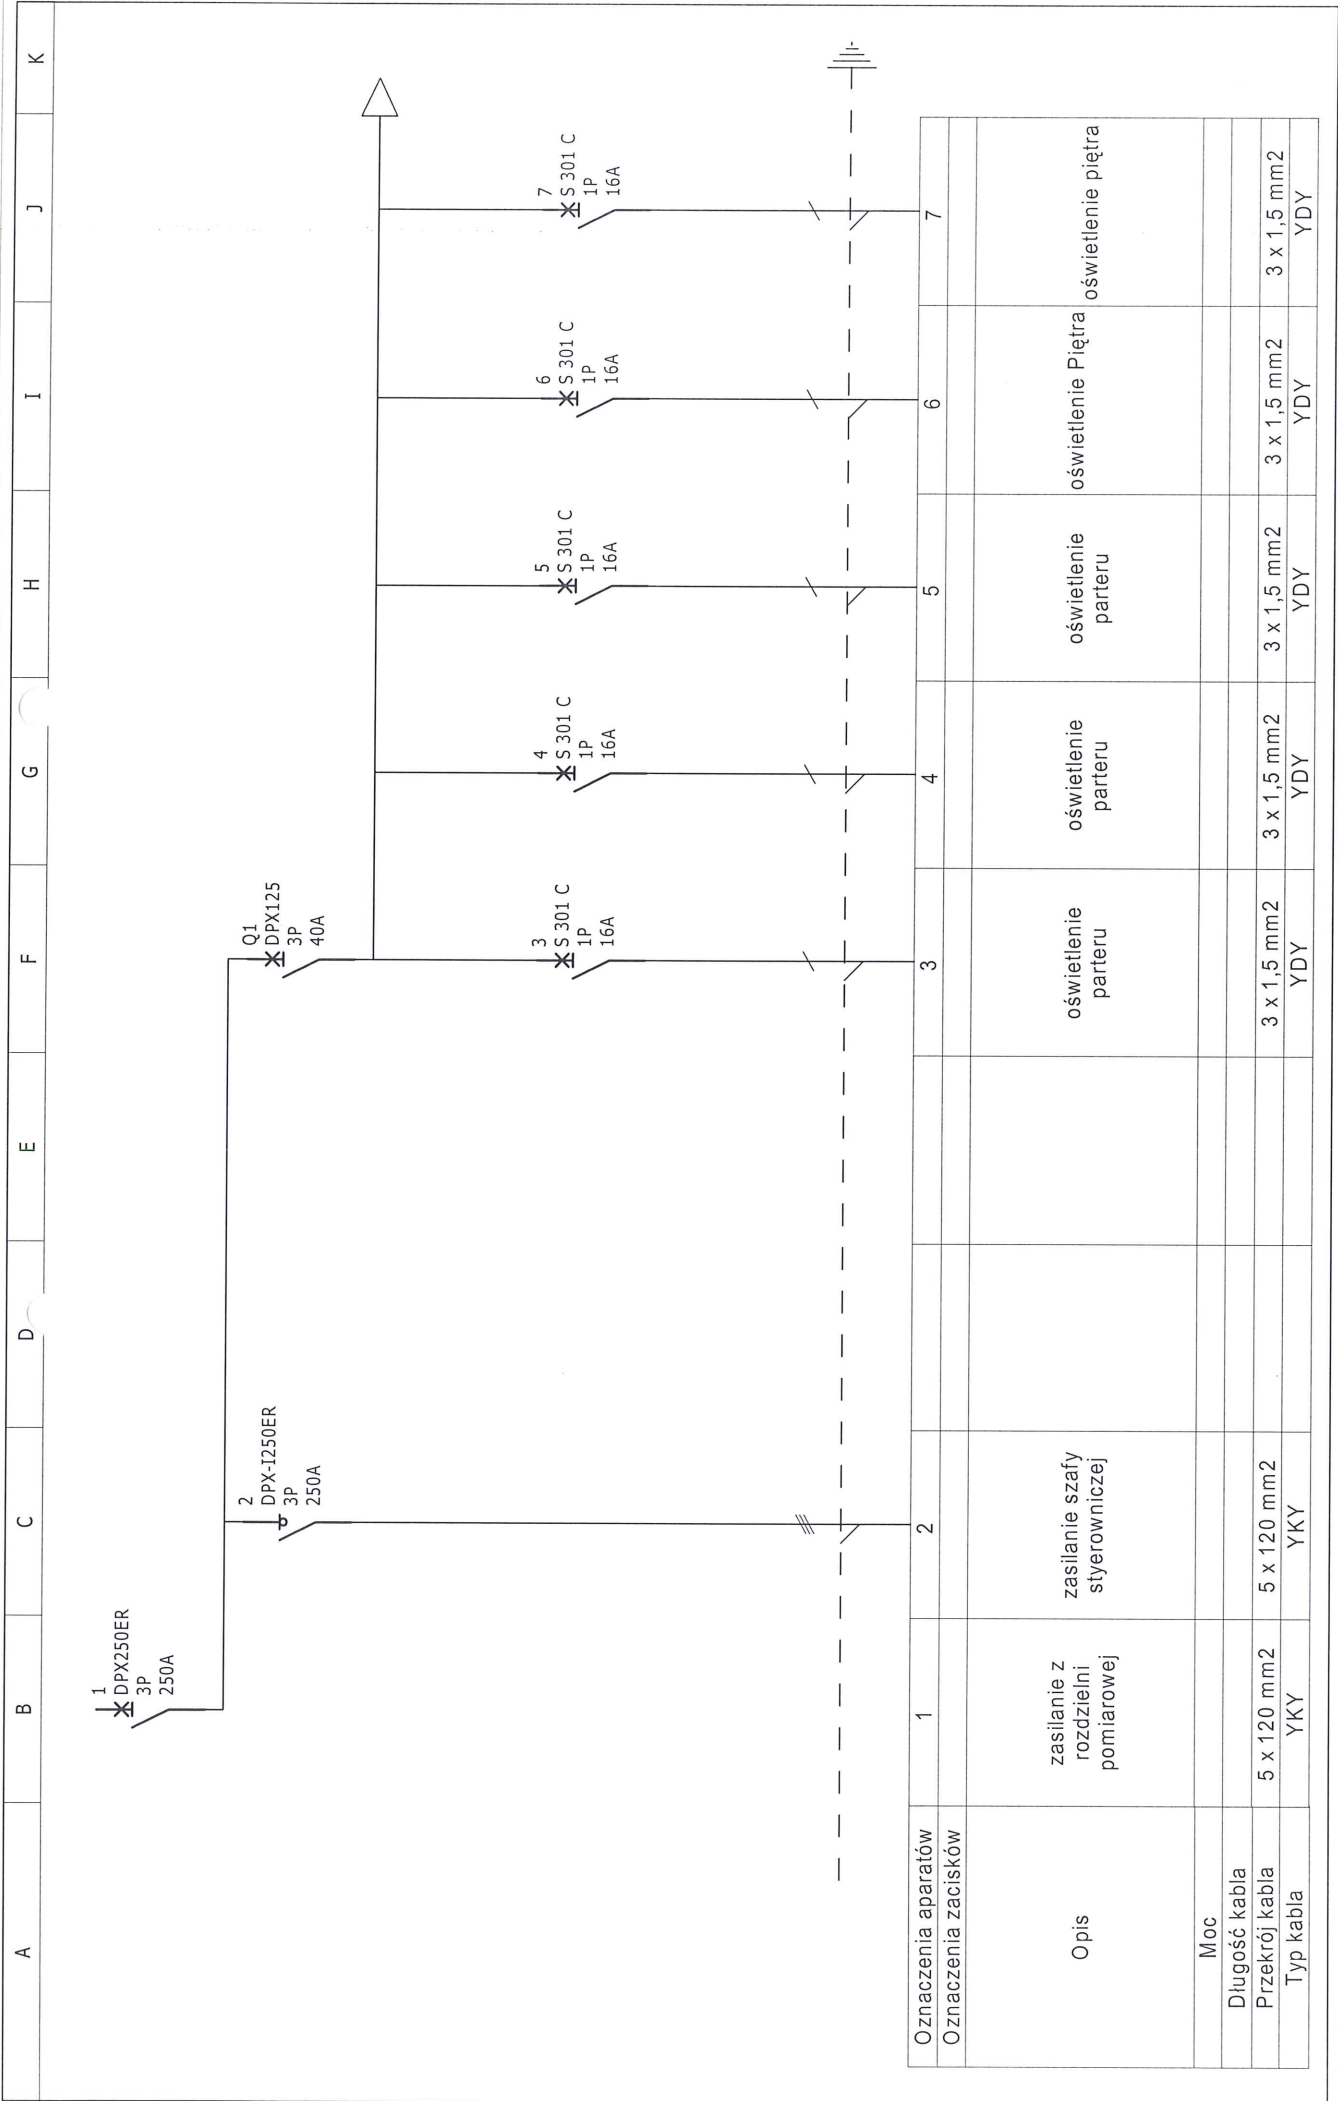 A B C D E F G H I J K
1
DPX250ER
3P
250A
2
DPX-I250ER
3P
250A
Q1
DPX125
3P
40A
3
S 301 C
1P
16A
4
S 301 C
1P
16A
5
S 301 C
1P
16A
6
S 301 C
1P
16A
7
S 301 C
1P
16A
Oznaczenia aparatów 1 2 3 4 5 6 7
Oznaczenia zacisków
Opis
zasilanie z
rozdzielni
pomiarowej
zasilanie szafy
styerowniczej
oświetlenie
parteru
oświetlenie
parteru
oświetlenie
parteru
oświetlenie Piętra
oświetlenie piętra
Moc
Długość kabla
Przekrój kabla 5 x 120 mm2 5 x 120 mm2 3 x 1,5 mm2 3 x 1,5 mm2 3 x 1,5 mm2 3 x 1,5 mm2 3 x 1,5 mm2
Typ kabla YKY YKY YDY YDY YDY YDY YDY